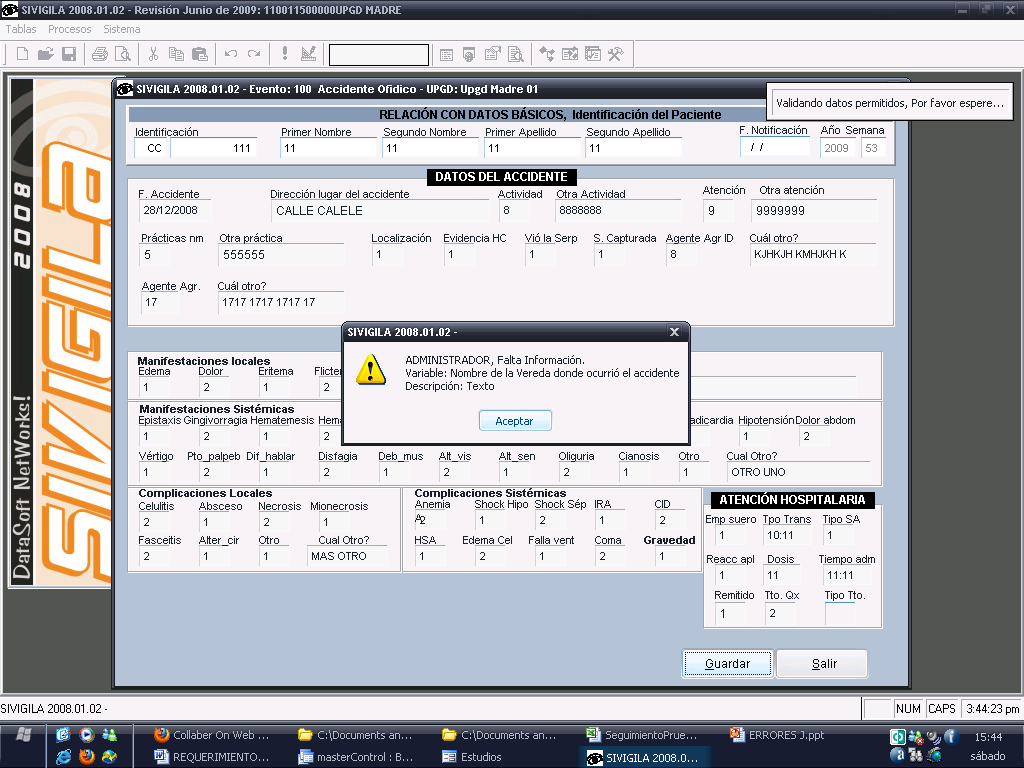 SIVIGILA 2008.01.02 - Revisión Junio de 2009: 110011500000UPGD MADRE
Tablas Procesos Sistema
SIVIGILA 2008.01.02 - Evento: 100 Accidente Ofídico - UPGD: Upgd Madre 01
Validando datos permitidos, Por favor espere...
RELACIÓN CON DATOS BÁSICOS, Identificación del Paciente
Identificación Primer Nombre Segundo Nombre Primer Apellido Segundo Apellido F. Notificación Año Semana
CC 111 11 11 11 11 / / 2009 53
DATOS DEL ACCIDENTE
F. Accidente Dirección lugar del accidente Actividad Otra Actividad Atención Otra atención
28/12/2008 CALLE CALELE 8 8888888 9 9999999
Prácticas nm Otra práctica Localización Evidencia HC Vió la Serp S. Capturada Agente Agr ID Cuál otro?
5 555555 1 1 1 1 8 KJHKJH KMHJKH K
Agente Agr. Cuál otro?
17 1717 1717 1717 17
SIVIGILA 2008.01.02 -
ADMINISTRADOR, Falta Información.
Variable: Nombre de la Vereda donde ocurrió el accidente
Descripción: Texto
Aceptar
Manifestaciones locales
Edema Dolor Eritema Flicte
1 2 1 2
Manifestaciones Sistémicas
Epistaxis Gingivorragia Hematemesis Hema adicardia Hipotensión Dolor abdom
1 2 1 2 1 2
Vértigo Pto_palpeb Dif_hablar Disfagia Deb_mus Alt_vis Alt_sen Oliguria Cianosis Otro Cual Otro?
1 2 1 2 1 2 1 2 1 1 OTRO UNO
Complicaciones Locales
Celulitis Absceso Necrosis Mionecrosis
2 1 2 1
Fasceitis Alter_cir Otro Cual Otro?
2 1 1 MAS OTRO
Complicaciones Sistémicas
Anemia Shock Hipo Shock Sép IRA CID
2 1 2 1 2
HSA Edema Cel Falla vent Coma Gravedad
1 2 1 2 1
ATENCIÓN HOSPITALARIA
Emp suero Tpo Trans Tipo SA
1 10:11 1
Reacc apl Dosis Tiempo adm
1 11 11:11
Remitido Tto. Qx Tipo Tto.
1 2
Guardar Salir
2008
SIVIGILA
DataSoft NetWorks!
SIVIGILA 2008.01.02 - NUM CAPS 3:44:23 pm
Collaber On Web ... C:\Documents an... C:\Documents an... SeguimientoPrue... ERRORES J.ppt 15:44
REQUERIMIENTO... masterControl : B... Estudios SIVIGILA 2008.0... sábado